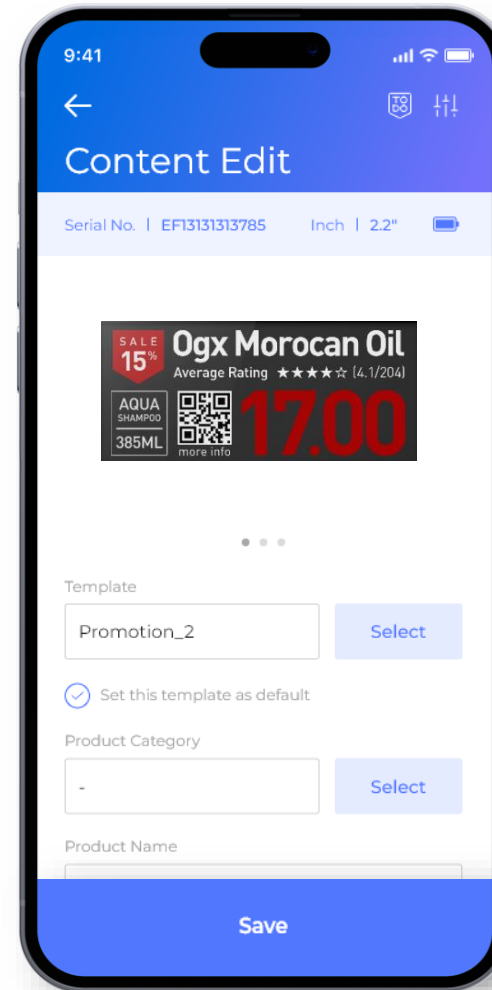 9:41
TO
DO
Content Edit
Serial No. | EF13131313785 Inch | 2.2"
SALE
15%
Ogx Morocan Oil
Average Rating ★★★★☆ (4.1/204)
AQUA
SHAMPOO
385ML
more info
17.00
Template
Promotion_2
Select
Set this template as default
Product Category
-
Select
Product Name
Save